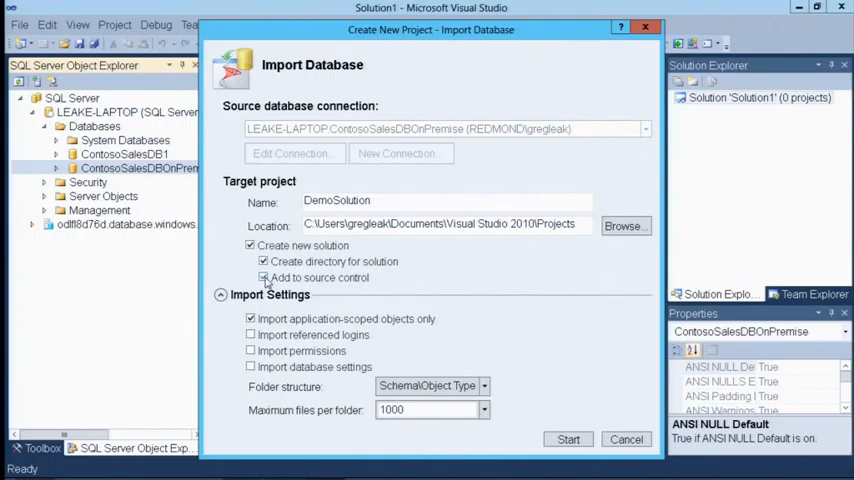 Solution1 - Microsoft Visual Studio
File Edit View Project Debug Tea
SQL Server Object Explorer
SQL Server
LEAKE-LAPTOP (SQL Server
Databases
System Databases
ContosoSalesDB1
ContosoSalesDBOnPrem
Security
Server Objects
Management
odlfl8d76d.database.windows.
Toolbox
SQL Server Object Exp...
Ready
Create New Project - Import Database
?
Import Database
Source database connection:
LEAKE-LAPTOP.ContosoSalesDBOnPremise (REDMOND\gregleak)
Edit Connection...
New Connection...
Target project
Name: DemoSolution
Location: C:\Users\gregleak\Documents\Visual Studio 2010\Projects
Browse...
Create new solution
Create directory for solution
Add to source control
Import Settings
Import application-scoped objects only
Import referenced logins
Import permissions
Import database settings
Folder structure: Schema\Object Type
Maximum files per folder: 1000
Start
Cancel
Solution Explorer
Solution 'Solution1' (0 projects)
Solution Explo...
Team Explorer
Properties
ContosoSalesDBOnPremise
ANSI NULL De True
ANSI NULLS E True
ANSI Padding I True
ANSI Warnings True
ANSI NULL Default
True if ANSI NULL Default is on.